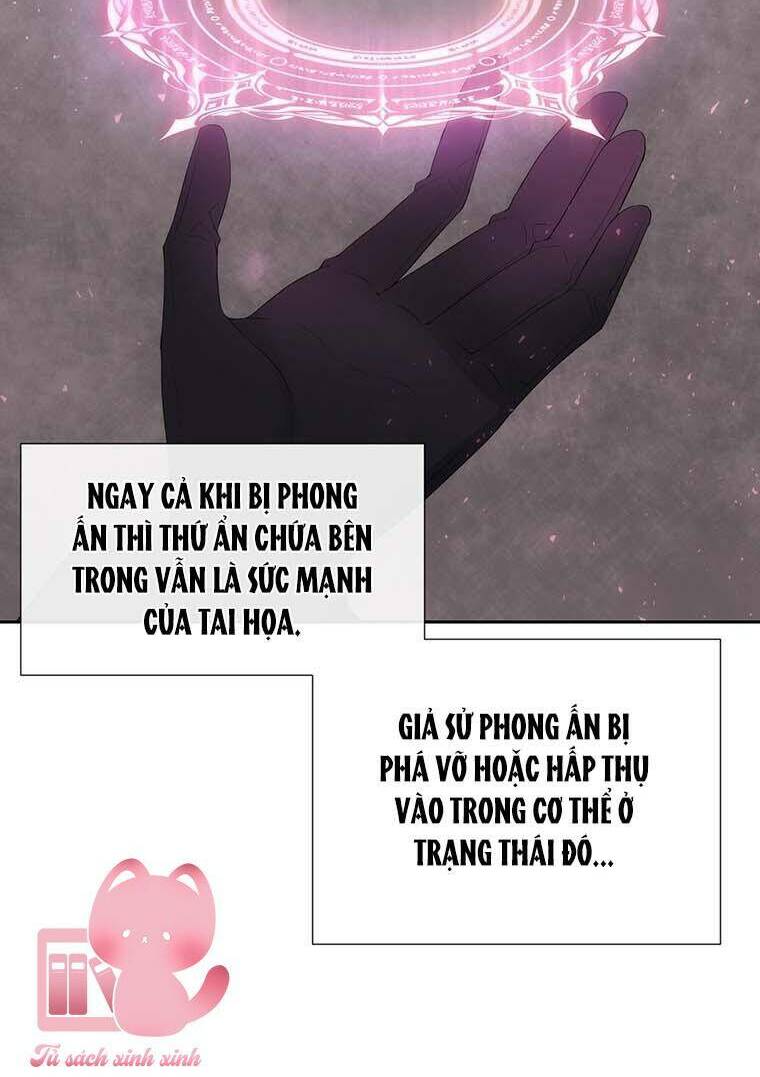 NGAY CẢ KHI BỊ PHONG
ẤN THÌ THỨ ẨN CHỨA BÊN
TRONG VẪN LÀ SỨC MẠNH
CỦA TAI HỌA.
GIẢ SỬ PHONG ẤN BỊ
PHÁ VỠ HOẶC HẤP THỤ
VÀO TRONG CƠ THỂ Ở
TRẠNG THÁI ĐÓ...
Tủ sách xinh xinh